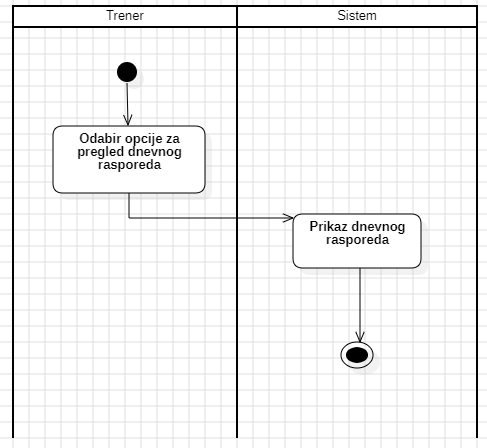 Trener
Sistem
Odabir opcije za
pregled dnevnog
rasporeda
Prikaz dnevnog
rasporeda